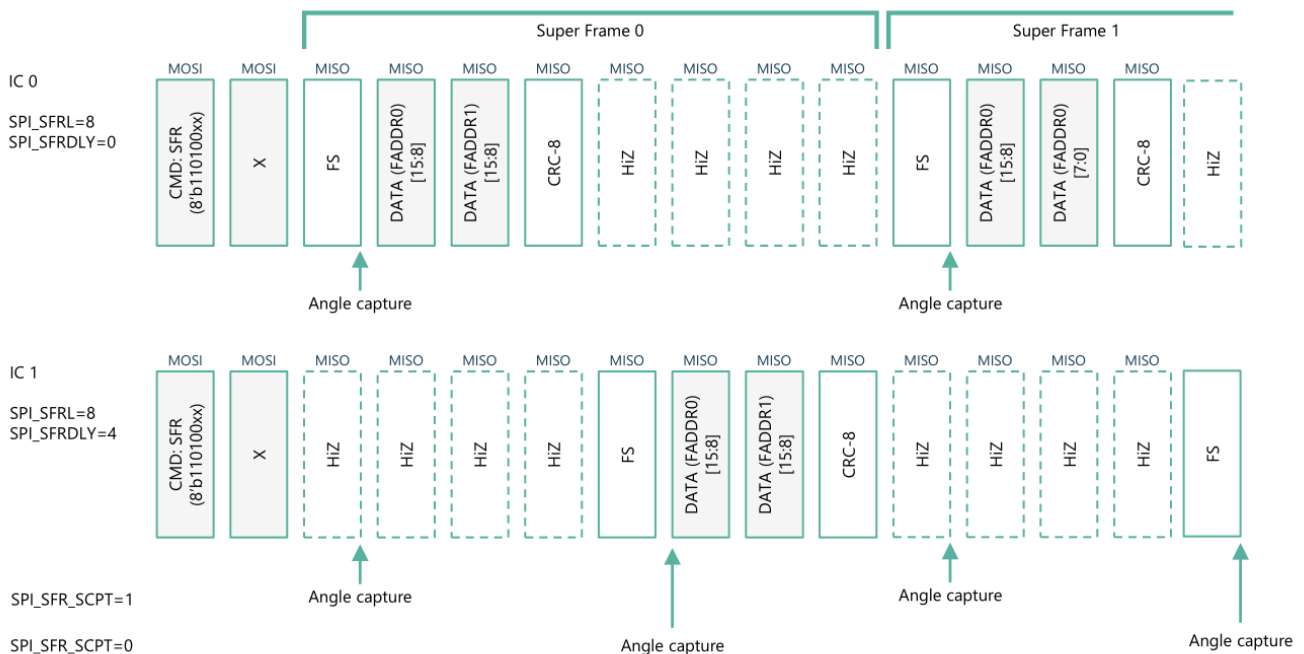 Super Frame 0
Super Frame 1
MOSI MOSI MISO MISO MISO MISO MISO MISO MISO MISO MISO MISO MISO MISO
IC 0
SPI_SFRL=8
SPI_SFRDLY=0
CMD: SFR
(8'b110100xx)
X
FS
DATA (FADDR0)
[15:8]
DATA (FADDR1)
[15:8]
CRC-8
HiZ
HiZ
HiZ
HiZ
FS
DATA (FADDR0)
[15:8]
DATA (FADDR0)
[7:0]
CRC-8
HiZ
Angle capture
Angle capture
MOSI MOSI MISO MISO MISO MISO MISO MISO MISO MISO MISO MISO MISO MISO
IC 1
SPI_SFRL=8
SPI_SFRDLY=4
CMD: SFR
(8'b110100xx)
X
HiZ
HiZ
HiZ
HiZ
FS
DATA (FADDR0)
[15:8]
DATA (FADDR1)
[15:8]
CRC-8
HiZ
HiZ
HiZ
HiZ
FS
SPI_SFR_SCPT=1
Angle capture
Angle capture
SPI_SFR_SCPT=0
Angle capture
Angle capture